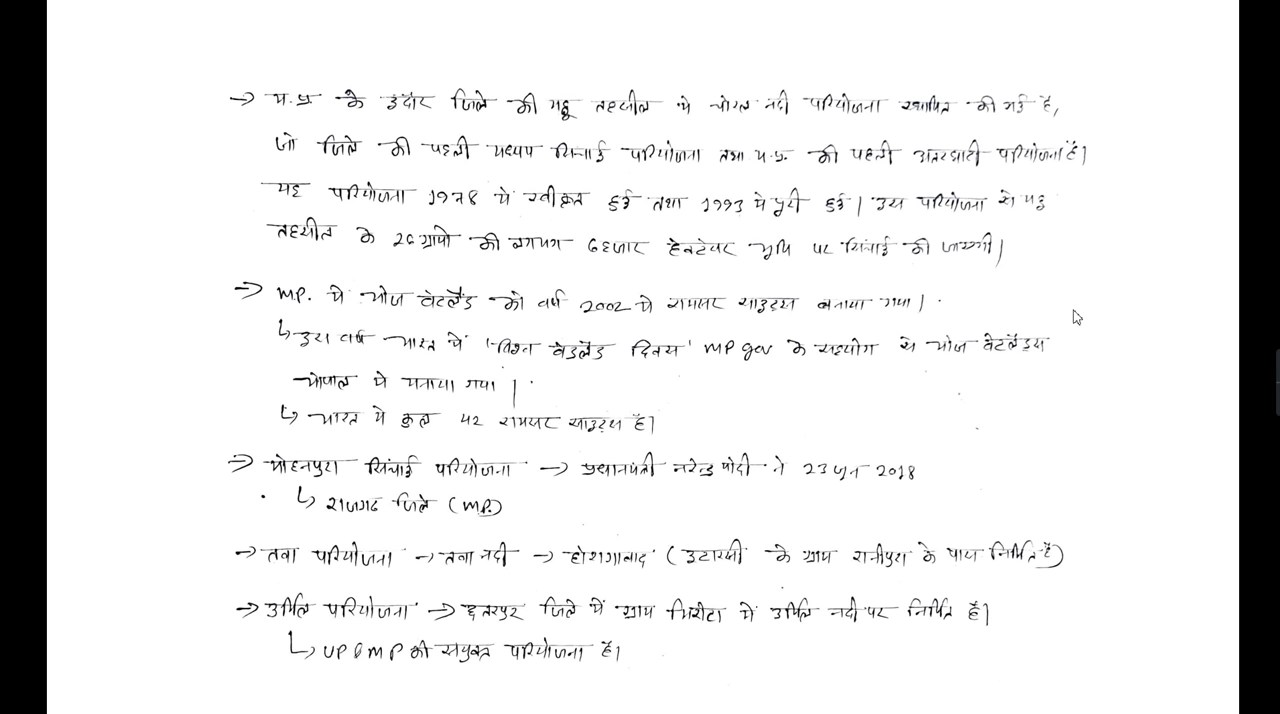 → म.प्र के इंदौर जिले की महू तहसील में चोरल नदी परियोजना स्थापित की गई है,
जो जिले की पहली मध्यम सिंचाई परियोजना तथा म.प्र. की पहली अंतरघाटी परियोजना है।
यह परियोजना 1978 में स्वीकृत हुई तथा 1993 में पूरी हुई। इस परियोजना से महू
तहसील के 26 ग्रामों की लगभग 6 हजार हेक्टेयर भूमि पर सिंचाई की जाएगी।
→ M.P. में भोज वेटलैंड को वर्ष 2002 में रामसर साइट्स बनाया गया।
↳ इस वर्ष भारत में 'विश्व वेटलैंड दिवस' MP gov के सहयोग से भोज वेटलैंड्स
भोपाल में मनाया गया।
↳ भारत में कुल 42 रामसर साइट्स है।
→ मोहनपुरा सिंचाई परियोजना → प्रधानमंत्री नरेन्द्र मोदी ने 23 जून 2018
↳ राजगढ जिले (MP.)
→ तवा परियोजना → तवा नदी → होशंगाबाद (इटारसी के ग्राम रानीपुरा के पास निर्मित है)
→ उर्मिल परियोजना → छतरपुर जिले में ग्राम में उर्मिल नदी पर निर्मित है।
↳ UP & MP की संयुक्त परियोजना है।